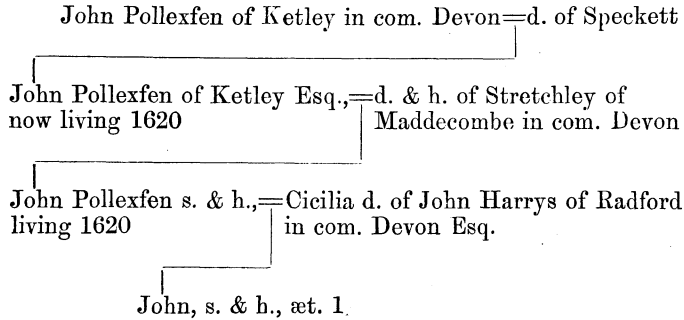 John Pollexfen of Ketley in com. Devon=d. of Speckett
John Pollexfen of Ketley Esq.,=d. & h. of Stretchley of
now living 1620 Maddecombe in com. Devon
John Pollexfen s. & h.,=Cicilia d. of John Harrys of Radford
living 1620 in com. Devon Esq.
John, s. & h., æt. 1.